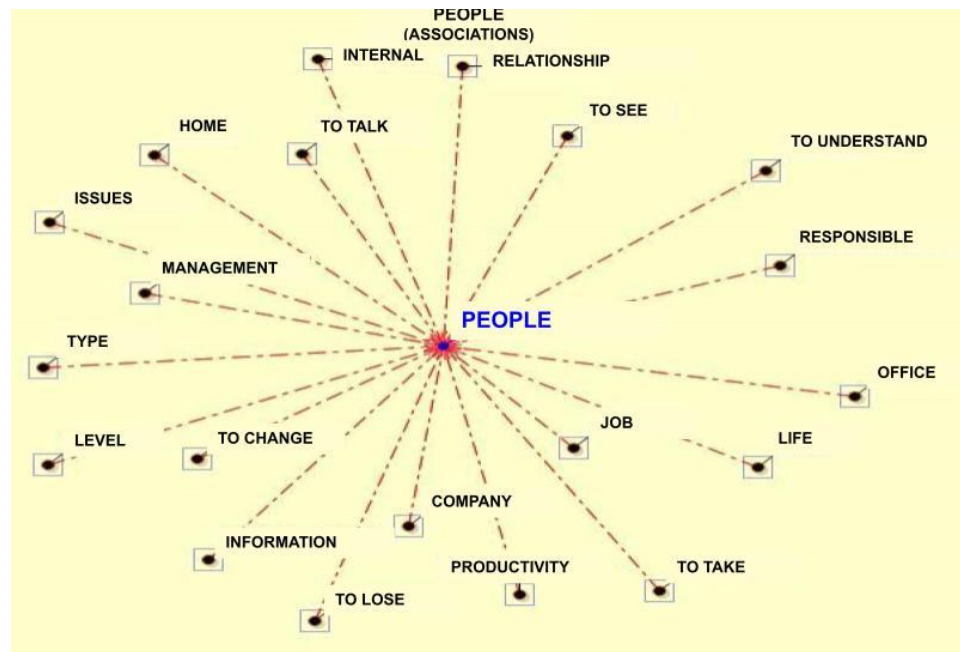 PEOPLE
(ASSOCIATIONS)
INTERNAL
RELATIONSHIP
TO SEE
HOME
TO TALK
TO UNDERSTAND
ISSUES
RESPONSIBLE
MANAGEMENT
PEOPLE
TYPE
OFFICE
JOB
LEVEL
TO CHANGE
LIFE
COMPANY
INFORMATION
PRODUCTIVITY
TO TAKE
TO LOSE